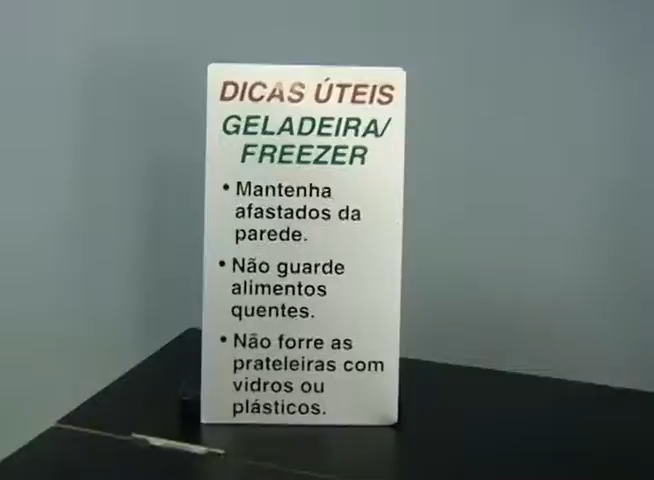 DICAS ÚTEIS
GELADEIRA/
FREEZER
• Mantenha
afastados da
parede.
• Não guarde
alimentos
quentes.
• Não forre as
prateleiras com
vidros ou
plásticos.